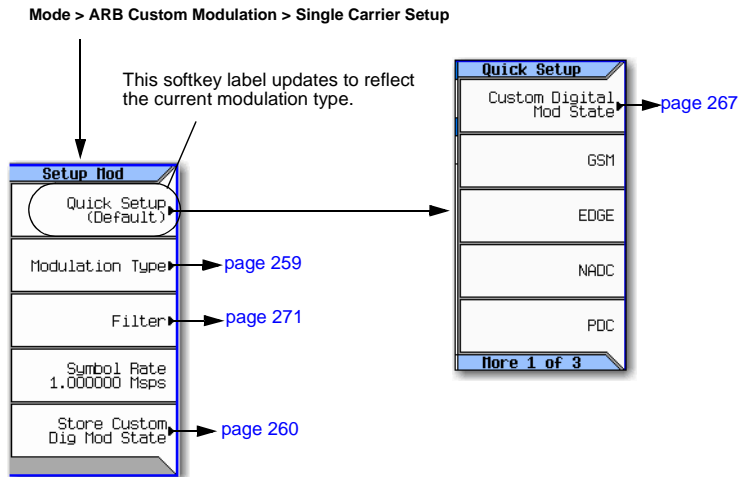 Mode > ARB Custom Modulation > Single Carrier Setup
This softkey label updates to reflect
the current modulation type.
Setup Mod
Quick Setup
(Default)
Modulation Type
page 259
Filter
page 271
Symbol Rate
1.000000 Msps
Store Custom
Dig Mod State
page 260
Quick Setup
Custom Digital
Mod State
page 267
GSM
EDGE
NADC
PDC
More 1 of 3